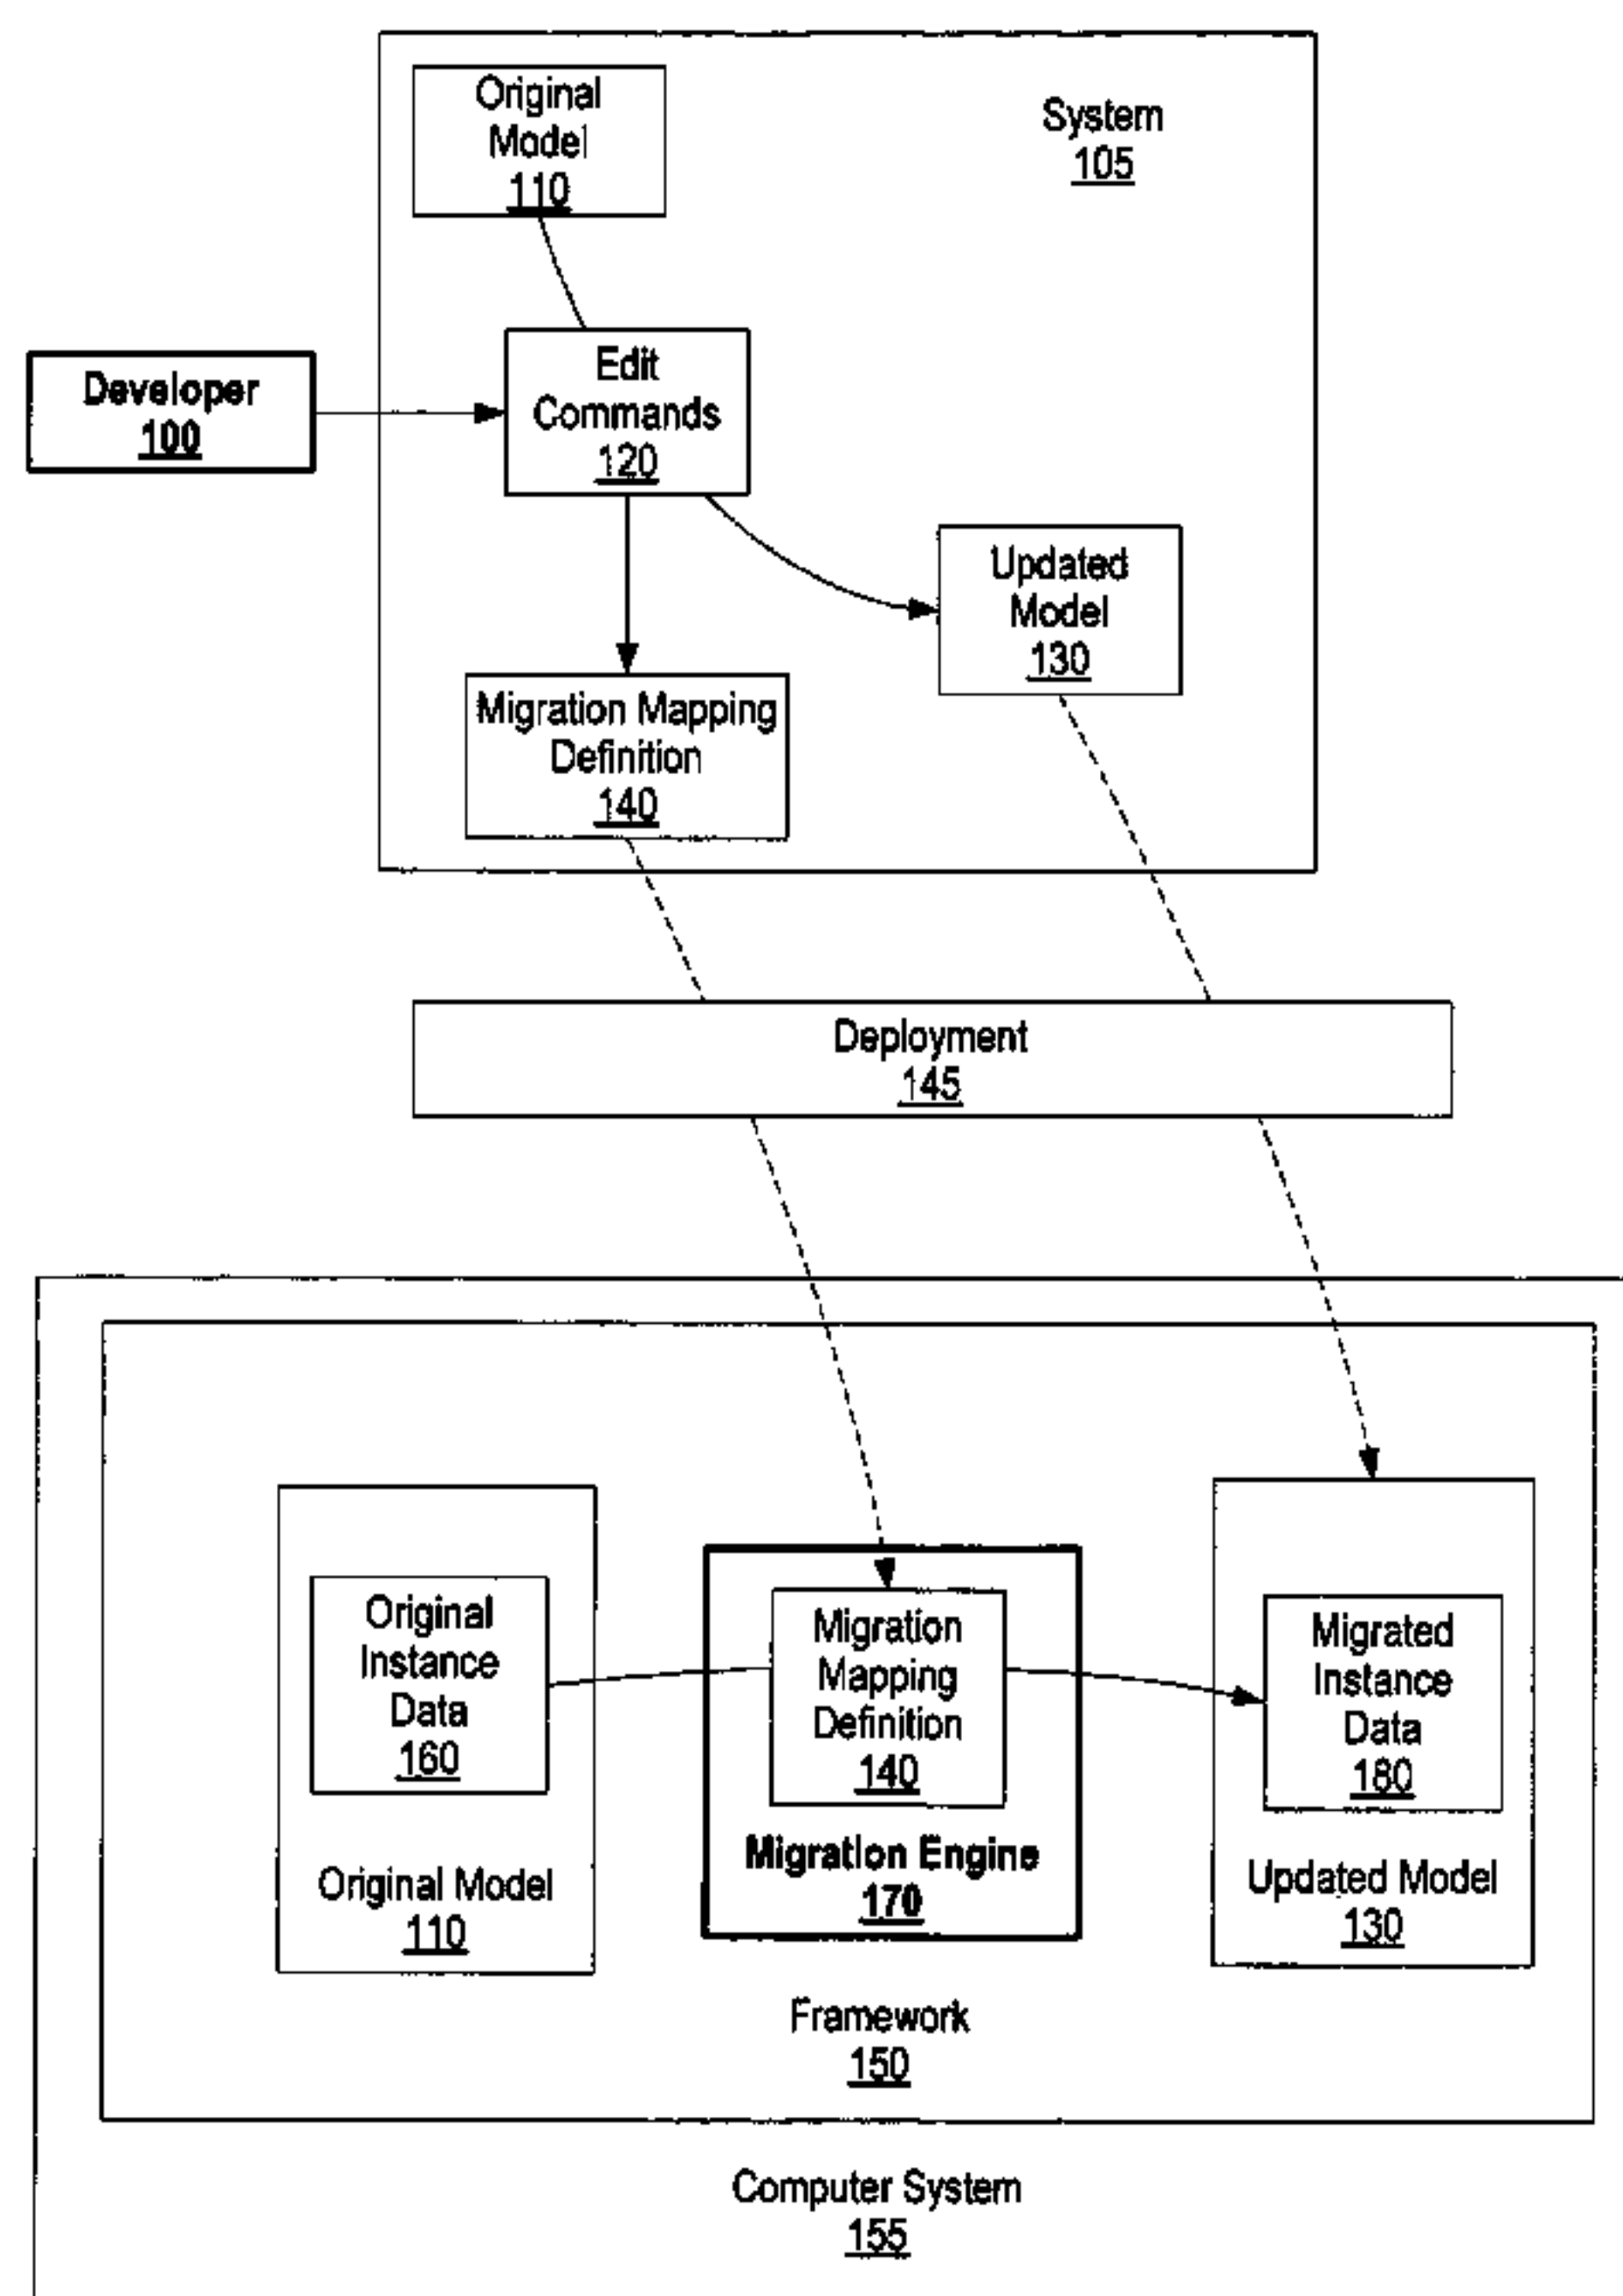 Original
Model
110
System
105
Developer
100
Edit
Commands
120
Updated
Model
130
Migration Mapping
Definition
140
Deployment
145
Original
Instance
Data
160
Original Model
110
Migration
Mapping
Definition
140
Migration Engine
170
Migrated
Instance
Data
180
Updated Model
130
Framework
150
Computer System
155